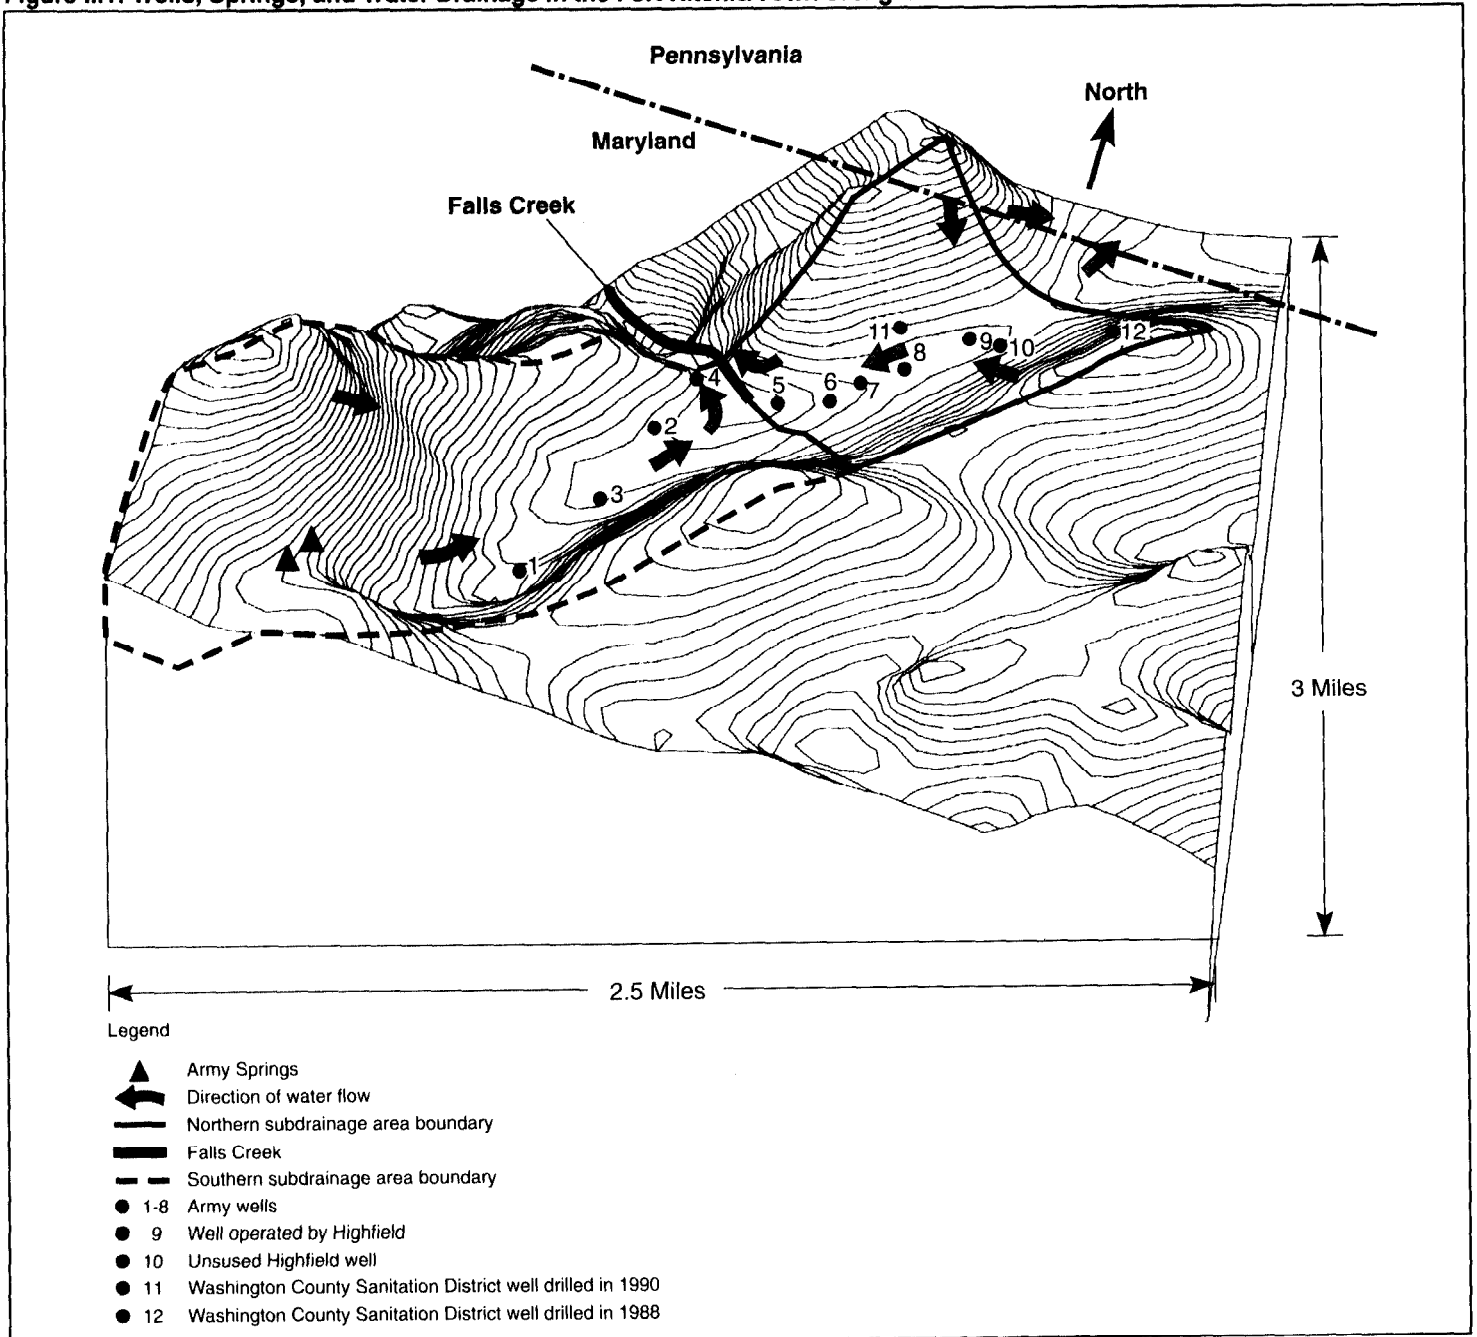 Pennsylvania
North
Maryland
Falls Creek
11
8
9
10
12
4
5
6
7
2
3
1
3 Miles
2.5 Miles
Legend
Army Springs
Direction of water flow
Northern subdrainage area boundary
Falls Creek
Southern subdrainage area boundary
1-8 Army wells
9 Well operated by Highfield
10 Unsused Highfield well
11 Washington County Sanitation District well drilled in 1990
12 Washington County Sanitation District well drilled in 1988